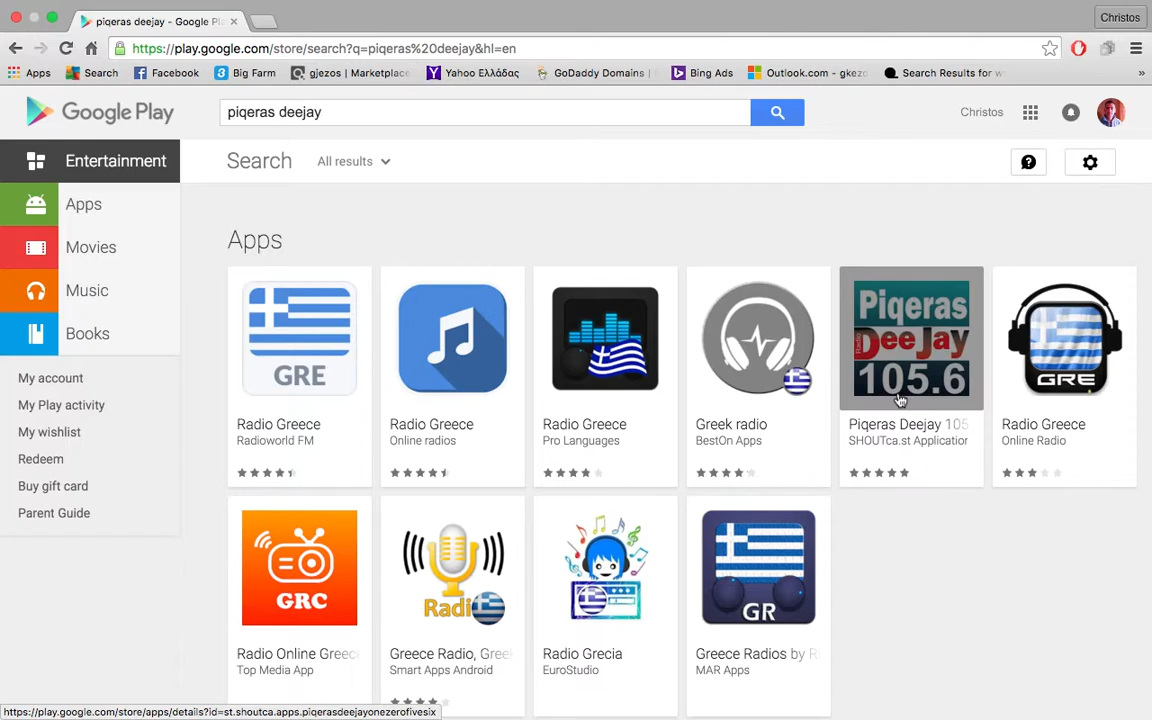 piqeras deejay - Google Pla
Christos
https://play.google.com/store/search?q=piqeras%20deejay&hl=en
Apps
Search
Facebook
Big Farm
gjezos | Marketplace
Yahoo Ελλάδας
GoDaddy Domains |
Bing Ads
Outlook.com - gkezo
Search Results for w
»
Google Play
piqeras deejay
Christos
Entertainment
Search
All results
Apps
Movies
Music
Books
My account
My Play activity
My wishlist
Redeem
Buy gift card
Parent Guide
Apps
GRE
Radio Greece
Radioworld FM
Radio Greece
Online radios
Radio Greece
Pro Languages
Greek radio
BestOn Apps
Piqeras
Radio
DeeJay
105.6
Piqeras Deejay 105
SHOUTca.st Application
GRE
Radio Greece
Online Radio
GRC
Radio Online Greece
Top Media App
Radi
Greece Radio, Greek
Smart Apps Android
Radio Grecia
EuroStudio
GR
Greece Radios by R
MAR Apps
https://play.google.com/store/apps/details?id=st.shoutca.apps.piqerasdeejayonezerofivesix